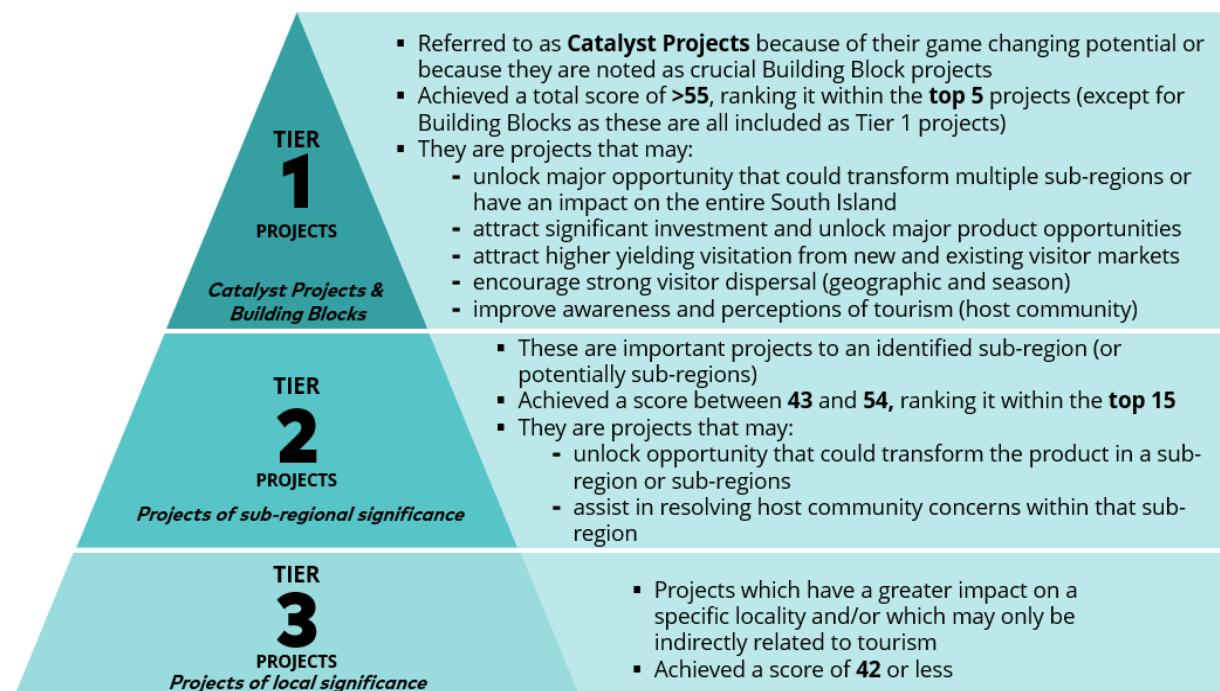 TIER
1
PROJECTS
Catalyst Projects &
Building Blocks
▪ Referred to as Catalyst Projects because of their game changing potential or
because they are noted as crucial Building Block projects
▪ Achieved a total score of >55, ranking it within the top 5 projects (except for
Building Blocks as these are all included as Tier 1 projects)
▪ They are projects that may:
- unlock major opportunity that could transform multiple sub-regions or
have an impact on the entire South Island
- attract significant investment and unlock major product opportunities
- attract higher yielding visitation from new and existing visitor markets
- encourage strong visitor dispersal (geographic and season)
- improve awareness and perceptions of tourism (host community)
TIER
2
PROJECTS
Projects of sub-regional significance
▪ These are important projects to an identified sub-region (or
potentially sub-regions)
▪ Achieved a score between 43 and 54, ranking it within the top 15
▪ They are projects that may:
- unlock opportunity that could transform the product in a sub-
region or sub-regions
- assist in resolving host community concerns within that sub-
region
TIER
3
PROJECTS
Projects of local significance
▪ Projects which have a greater impact on a
specific locality and/or which may only be
indirectly related to tourism
▪ Achieved a score of 42 or less